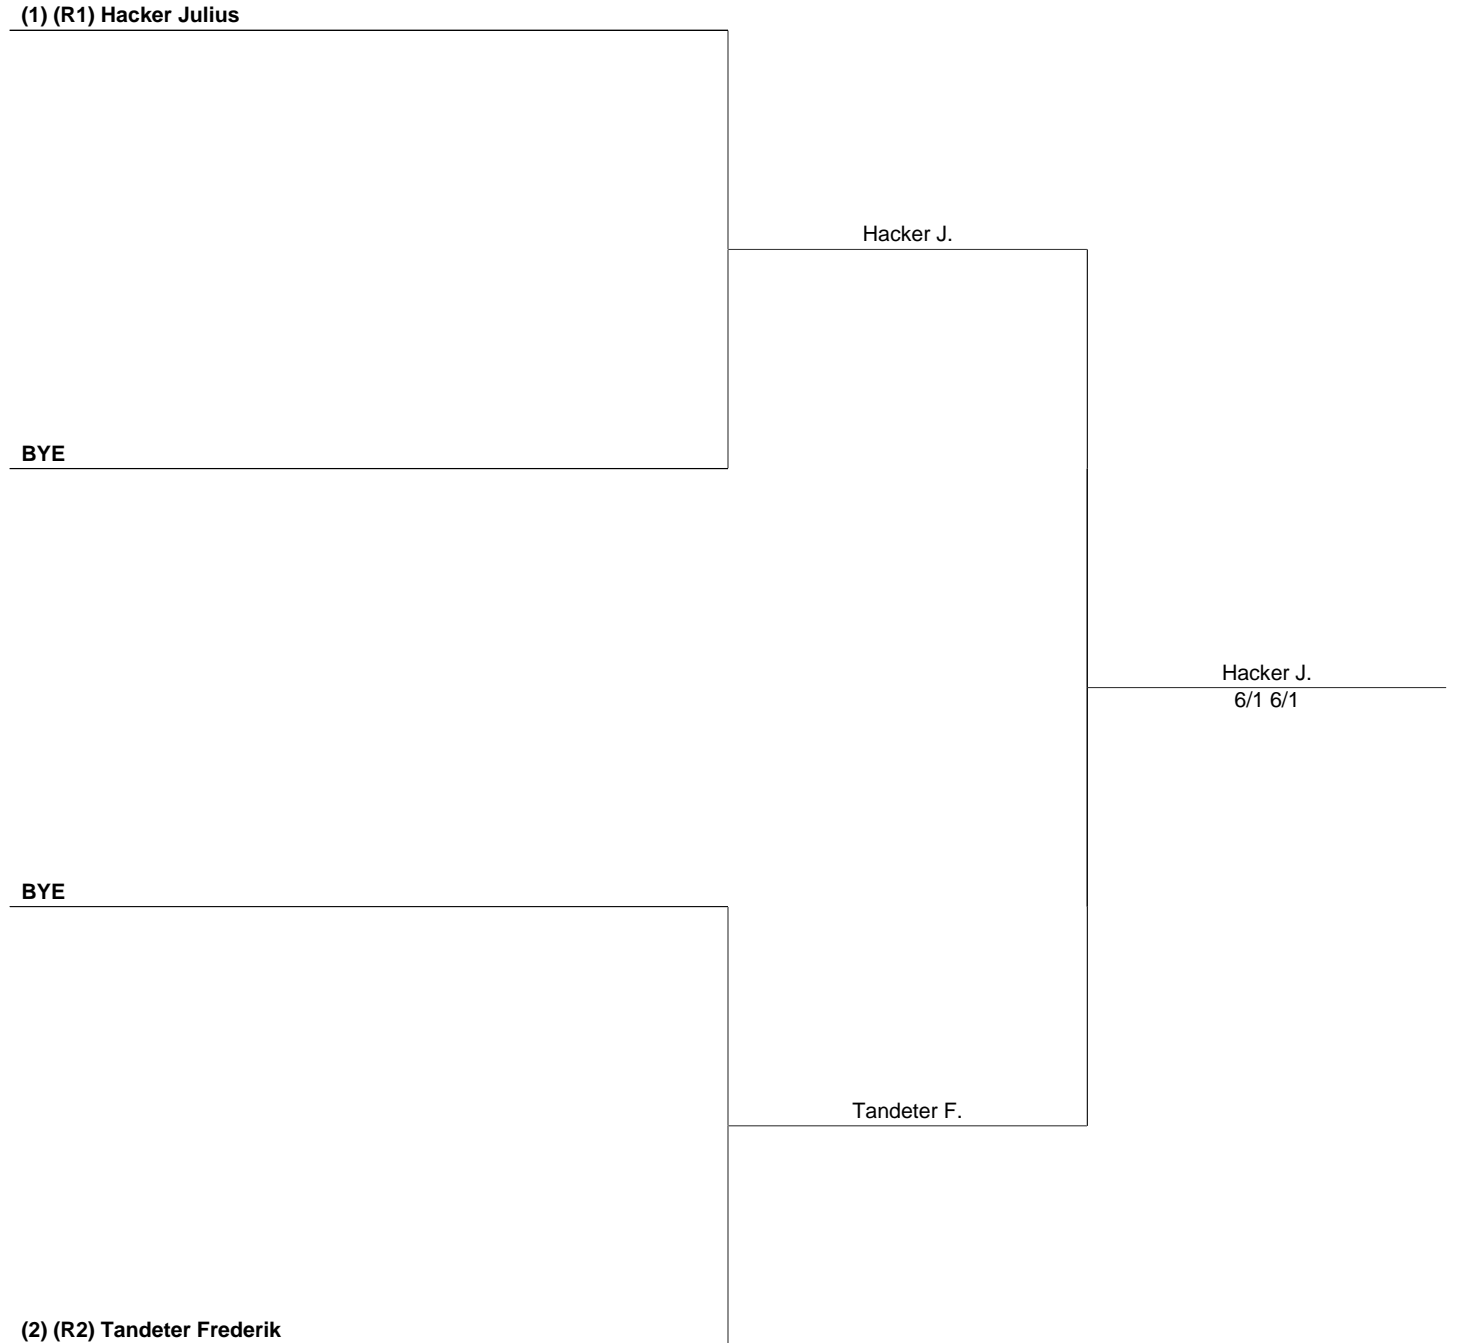 (1) (R1) Hacker Julius
Hacker J.
BYE
Hacker J.
6/1 6/1
BYE
Tandeter F.
(2) (R2) Tandeter Frederik